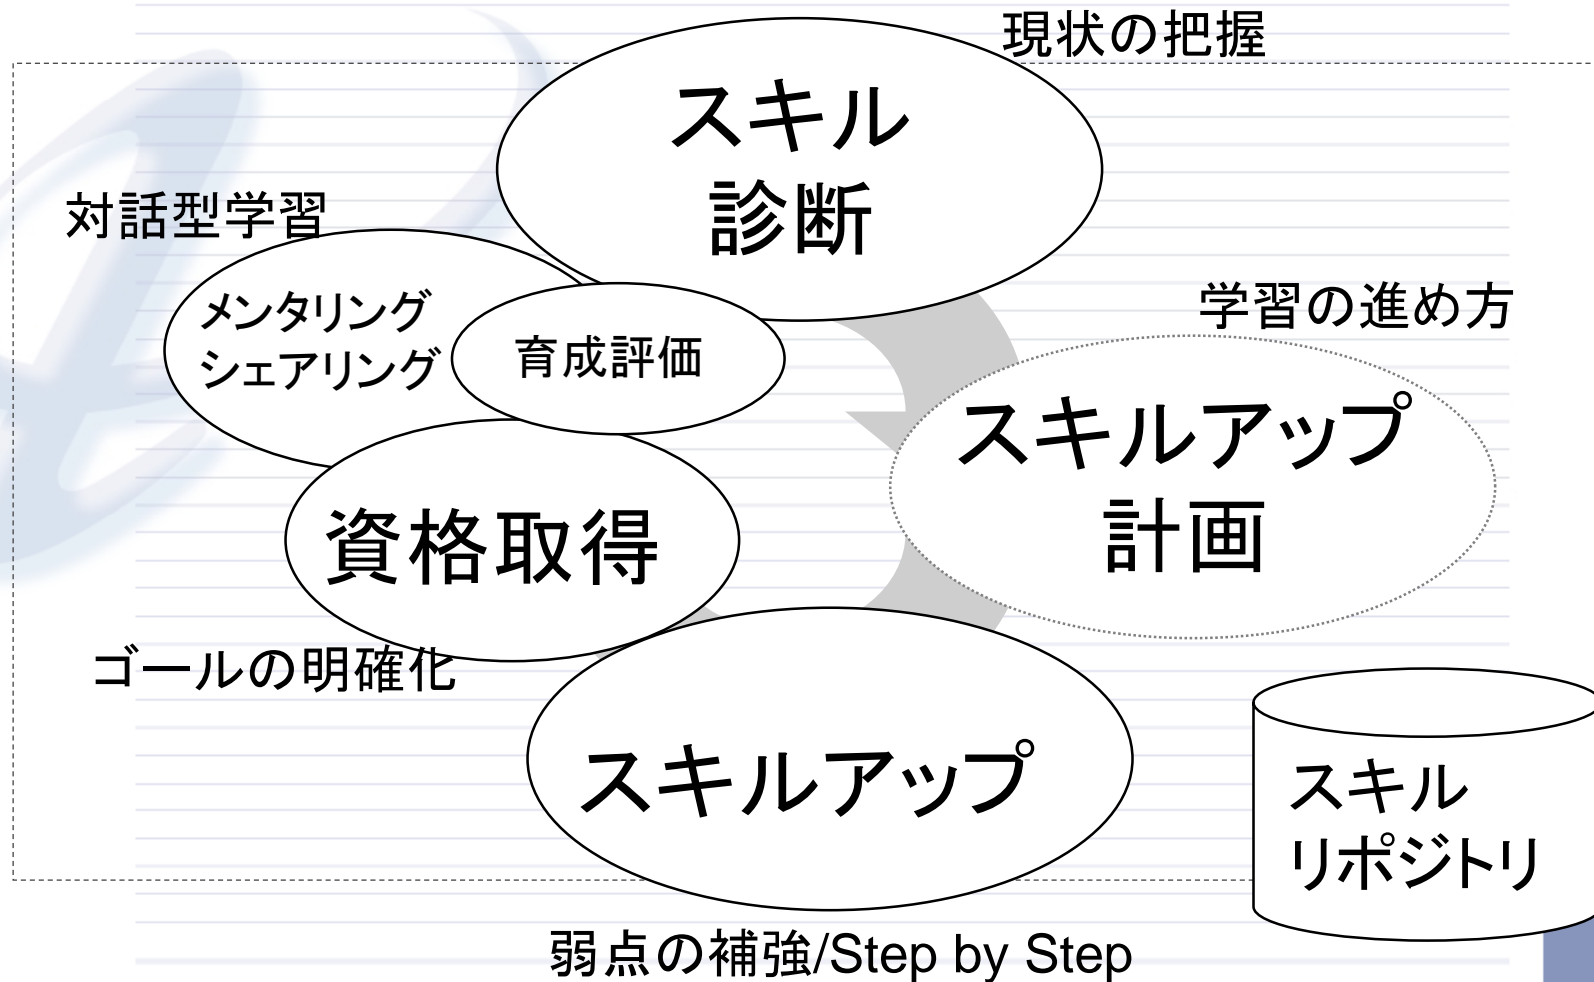 現状の把握
スキル
診断
対話型学習
メンタリング
シェアリング
育成評価
学習の進め方
スキルアップ
計画
資格取得
ゴールの明確化
スキルアップ
スキル
リポジトリ
弱点の補強/Step by Step